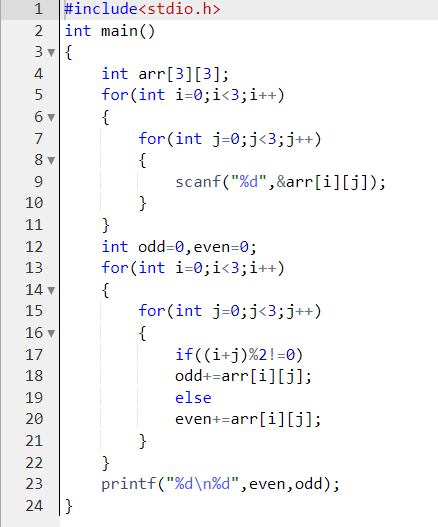 1 #include<stdio.h>
2 int main()
3 {
4     int arr[3][3];
5     for(int i=0;i<3;i++)
6     {
7         for(int j=0;j<3;j++)
8         {
9             scanf("%d",&arr[i][j]);
10         }
11     }
12     int odd=0,even=0;
13     for(int i=0;i<3;i++)
14     {
15         for(int j=0;j<3;j++)
16         {
17             if((i+j)%2!=0)
18             odd+=arr[i][j];
19             else
20             even+=arr[i][j];
21         }
22     }
23     printf("%d\n%d",even,odd);
24 }